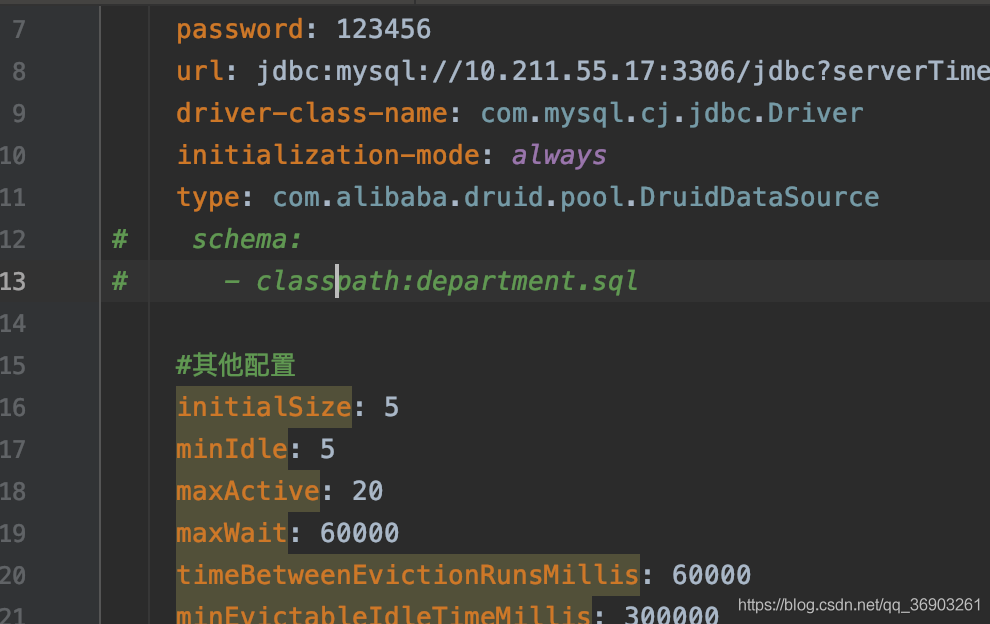 7 password: 123456
8 url: jdbc:mysql://10.211.55.17:3306/jdbc?serverTime
9 driver-class-name: com.mysql.cj.jdbc.Driver
10 initialization-mode: always
11 type: com.alibaba.druid.pool.DruidDataSource
12 # schema:
13 # - classpath:department.sql
14
15 #其他配置
16 initialSize: 5
17 minIdle: 5
18 maxActive: 20
19 maxWait: 60000
20 timeBetweenEvictionRunsMillis: 60000
21 minEvictableIdleTimeMillis: 300000
https://blog.csdn.net/qq_36903261